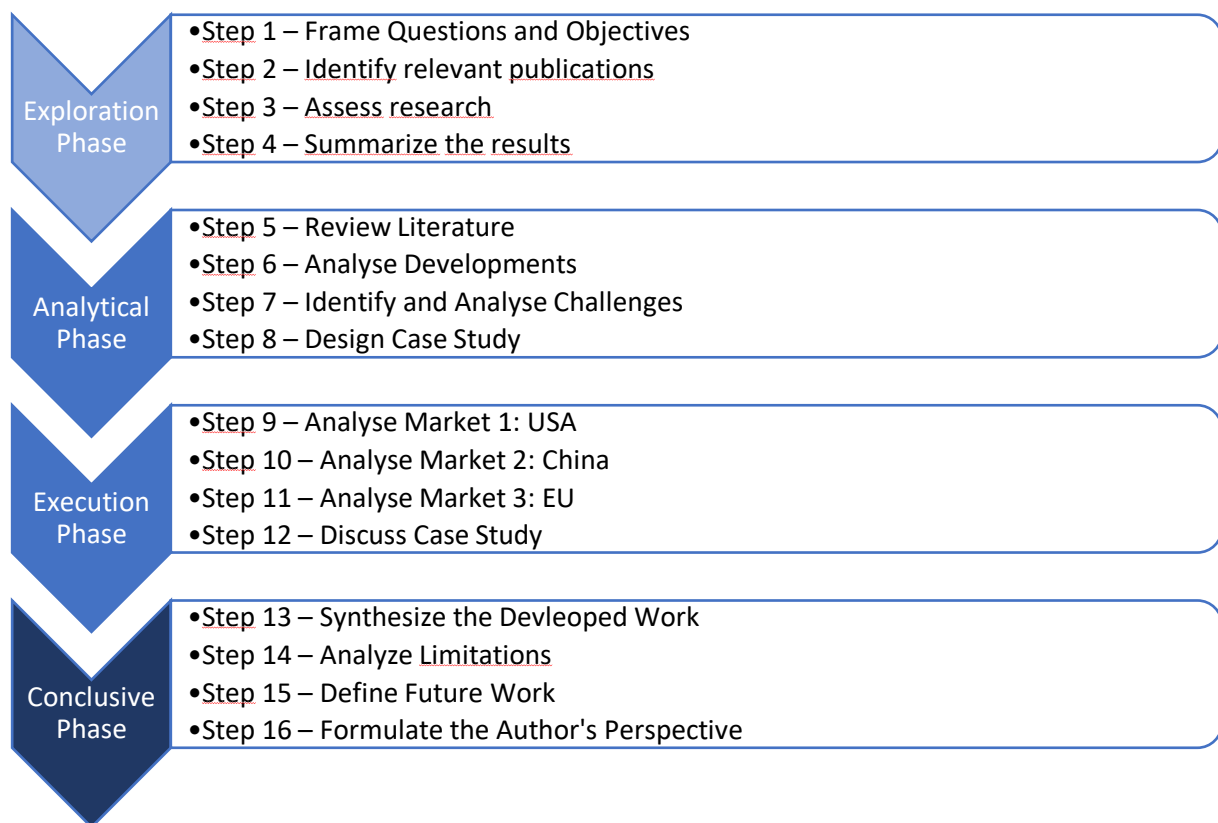 Exploration
Phase
•Step 1 – Frame Questions and Objectives
•Step 2 – Identify relevant publications
•Step 3 – Assess research
•Step 4 – Summarize the results
Analytical
Phase
•Step 5 – Review Literature
•Step 6 – Analyse Developments
•Step 7 – Identify and Analyse Challenges
•Step 8 – Design Case Study
Execution
Phase
•Step 9 – Analyse Market 1: USA
•Step 10 – Analyse Market 2: China
•Step 11 – Analyse Market 3: EU
•Step 12 – Discuss Case Study
Conclusive
Phase
•Step 13 – Synthesize the Devleoped Work
•Step 14 – Analyze Limitations
•Step 15 – Define Future Work
•Step 16 – Formulate the Author's Perspective